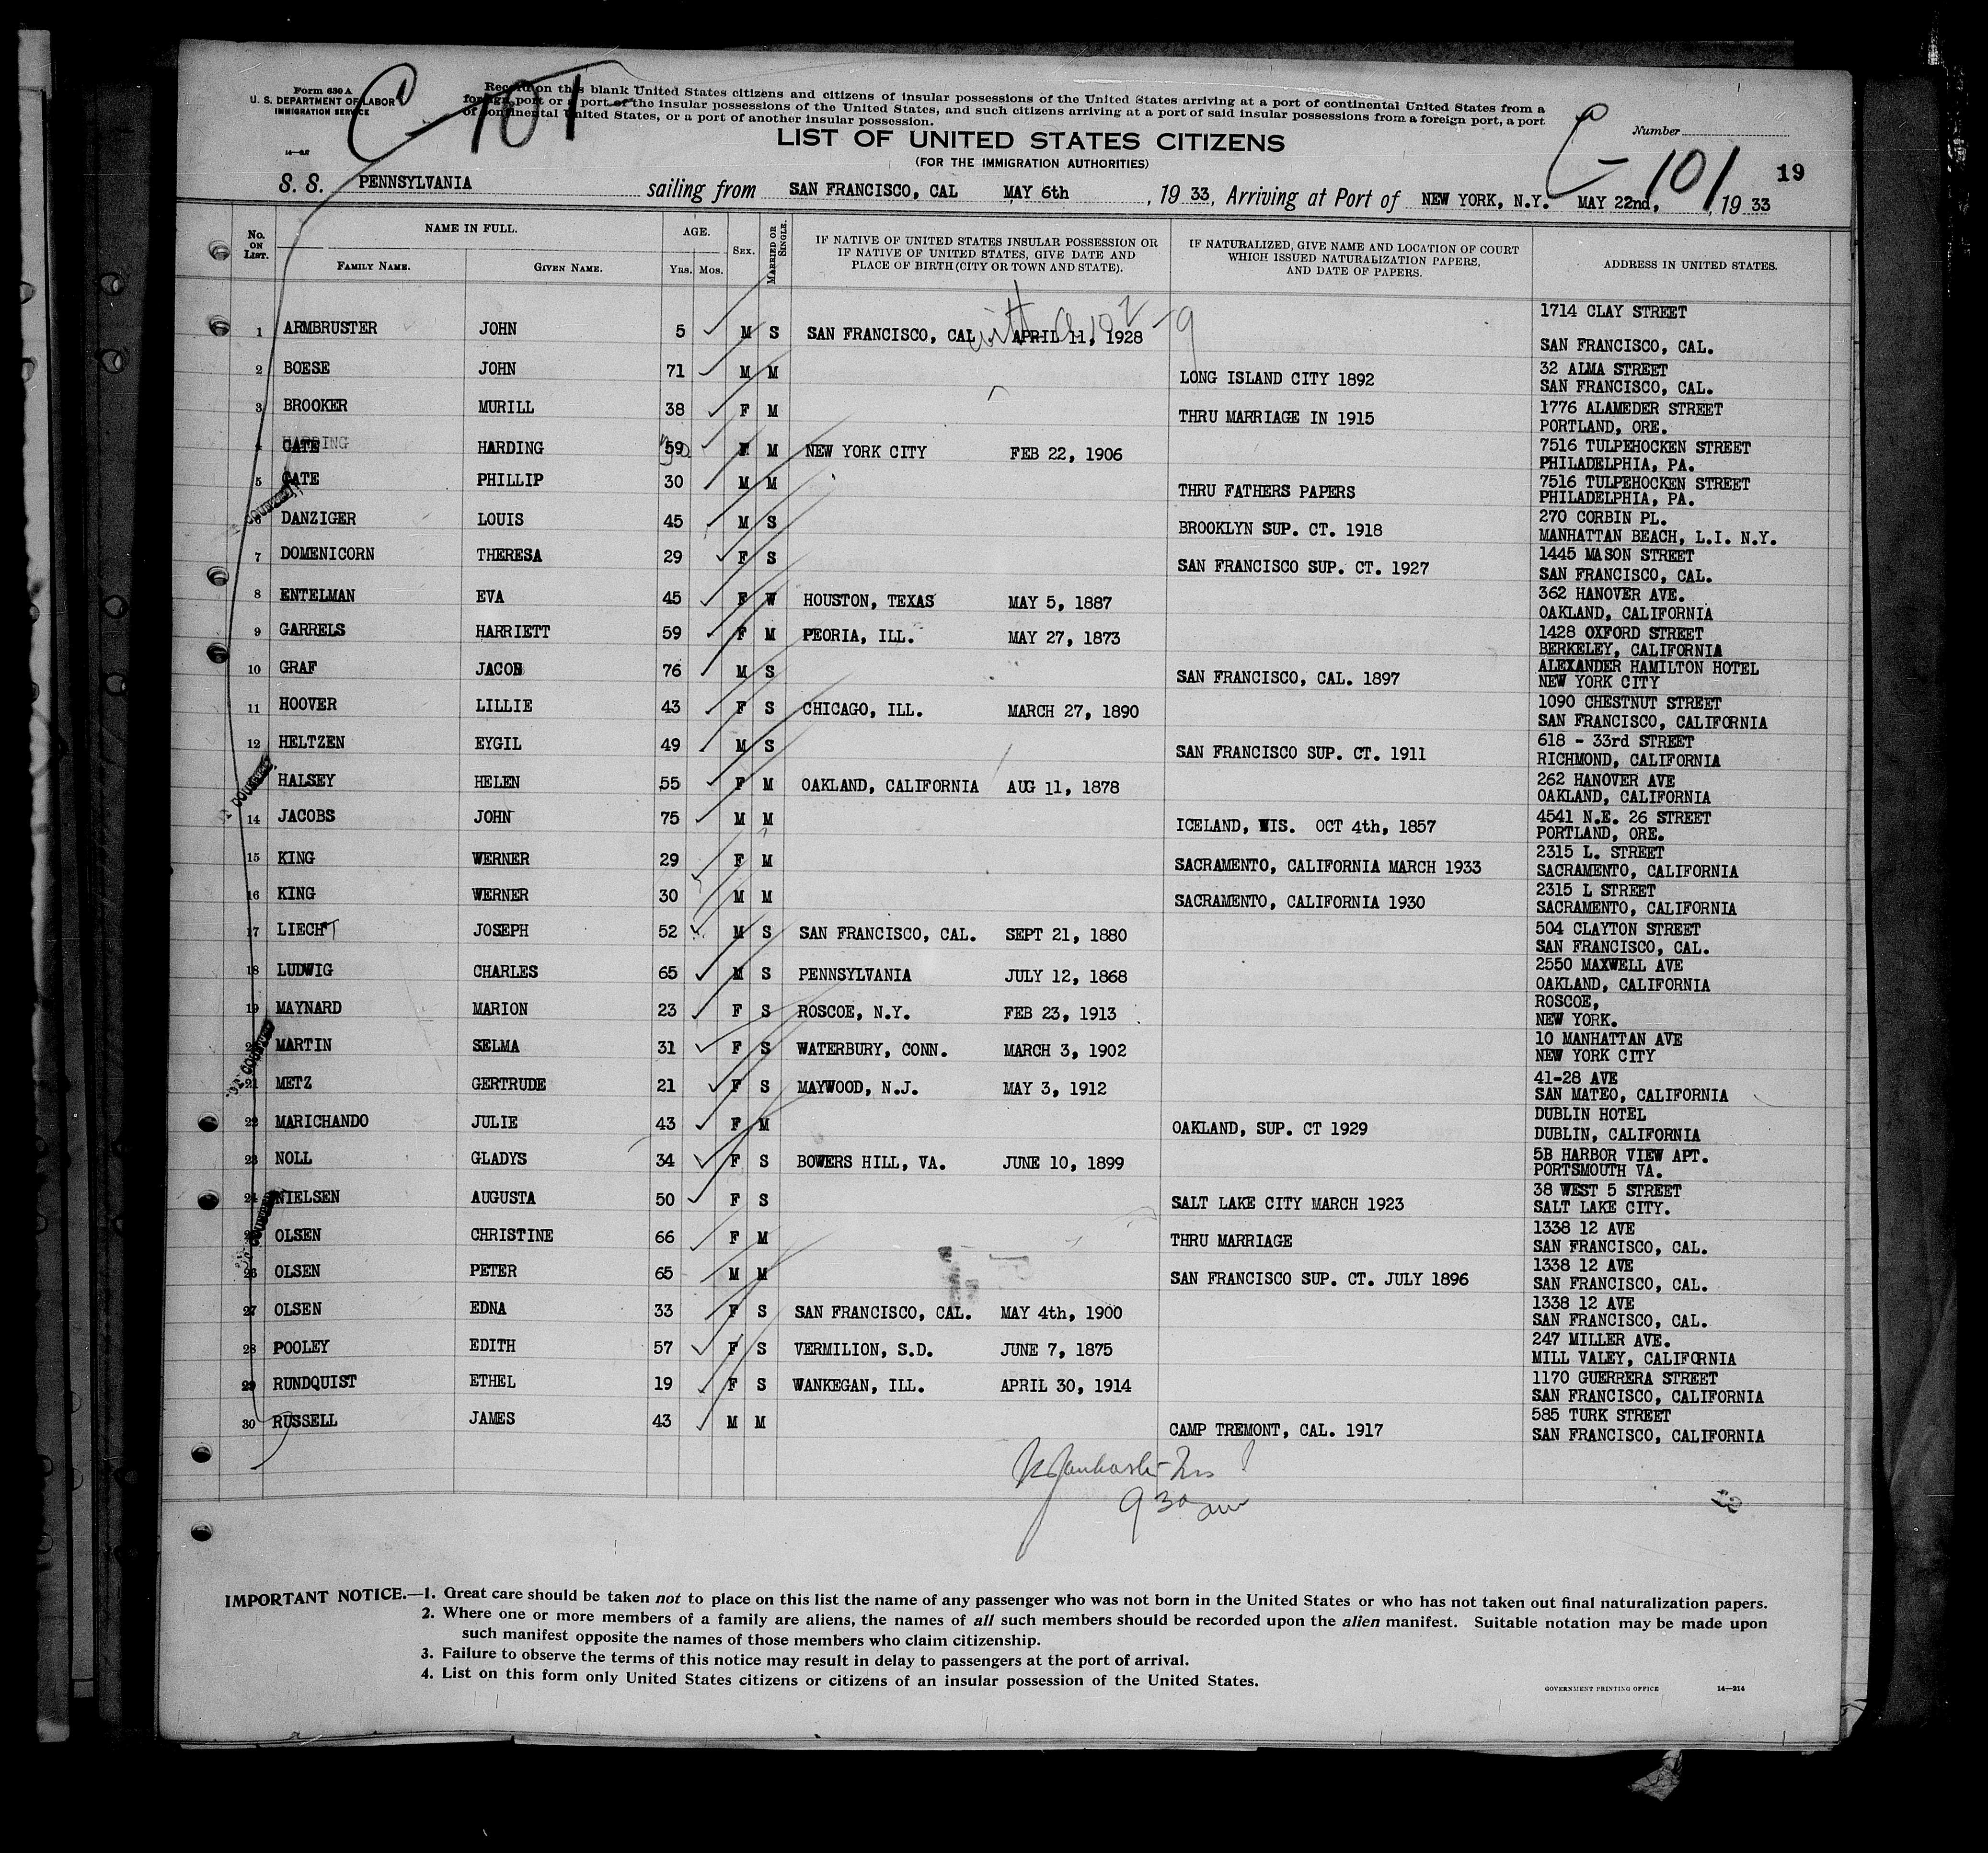 Form 630 A
U. S. DEPARTMENT OF LABOR
IMMIGRATION SERVICE
C-101
Record on this blank United States citizens and citizens of insular possessions of the United States arriving at a port of continental United States from a
foreign port or a port of the insular possessions of the United States, and such citizens arriving at a port of said insular possessions from a foreign port, a port
of continental United States, or a port of another insular possession.
LIST OF UNITED STATES CITIZENS
(FOR THE IMMIGRATION AUTHORITIES)
Number
C-101
19
S. S. PENNSYLVANIA sailing from SAN FRANCISCO, CAL MAY 6th , 19 33, Arriving at Port of NEW YORK, N.Y. MAY 22nd, , 19 33
No. ON LIST. NAME IN FULL. AGE. SEX. MARRIED OR SINGLE. IF NATIVE OF UNITED STATES INSULAR POSSESSION OR IF NATIVE OF UNITED STATES, GIVE DATE AND PLACE OF BIRTH (CITY OR TOWN AND STATE). IF NATURALIZED, GIVE NAME AND LOCATION OF COURT WHICH ISSUED NATURALIZATION PAPERS, AND DATE OF PAPERS. ADDRESS IN UNITED STATES.
FAMILY NAME. GIVEN NAME. Yrs. Mos.
1 ARMBRUSTER JOHN 5 M S SAN FRANCISCO, CAL APRIL 11, 1928 1714 CLAY STREET
SAN FRANCISCO, CAL.
2 BOESE JOHN 71 M M LONG ISLAND CITY 1892 32 ALMA STREET
SAN FRANCISCO, CAL.
3 BROOKER MURILL 38 F M THRU MARRIAGE IN 1915 1776 ALAMEDER STREET
PORTLAND, ORE.
4 CATE HARDING 59 F M NEW YORK CITY FEB 22, 1906 7516 TULPEHOCKEN STREET
PHILADELPHIA, PA.
5 CATE PHILLIP 30 M M THRU FATHERS PAPERS 7516 TULPEHOCKEN STREET
PHILADELPHIA, PA.
6 DANZIGER LOUIS 45 M S BROOKLYN SUP. CT. 1918 270 CORBIN PL.
MANHATTAN BEACH, L.I. N.Y.
7 DOMENICORN THERESA 29 F S SAN FRANCISCO SUP. CT. 1927 1445 MASON STREET
SAN FRANCISCO, CAL.
8 ENTELMAN EVA 45 F W HOUSTON, TEXAS MAY 5, 1887 362 HANOVER AVE.
OAKLAND, CALIFORNIA
9 GARRELS HARRIETT 59 F M PEORIA, ILL. MAY 27, 1873 1428 OXFORD STREET
BERKELEY, CALIFORNIA
10 GRAF JACOB 76 M S SAN FRANCISCO, CAL. 1897 ALEXANDER HAMILTON HOTEL
NEW YORK CITY
11 HOOVER LILLIE 43 F S CHICAGO, ILL. MARCH 27, 1890 1090 CHESTNUT STREET
SAN FRANCISCO, CALIFORNIA
12 HELTZEN EYGIL 49 M S SAN FRANCISCO SUP. CT. 1911 618 - 33rd STREET
RICHMOND, CALIFORNIA
HALSEY HELEN 55 F M OAKLAND, CALIFORNIA AUG 11, 1878 262 HANOVER AVE
OAKLAND, CALIFORNIA
14 JACOBS JOHN 75 M M ICELAND, WIS. OCT 4th, 1857 4541 N.E. 26 STREET
PORTLAND, ORE.
15 KING WERNER 29 F M SACRAMENTO, CALIFORNIA MARCH 1933 2315 L. STREET
SACRAMENTO, CALIFORNIA
16 KING WERNER 30 M M SACRAMENTO, CALIFORNIA 1930 2315 L STREET
SACRAMENTO, CALIFORNIA
17 LIECHT JOSEPH 52 M S SAN FRANCISCO, CAL. SEPT 21, 1880 504 CLAYTON STREET
SAN FRANCISCO, CAL.
18 LUDWIG CHARLES 65 M S PENNSYLVANIA JULY 12, 1868 2550 MAXWELL AVE
OAKLAND, CALIFORNIA
19 MAYNARD MARION 23 F S ROSCOE, N.Y. FEB 23, 1913 ROSCOE,
NEW YORK.
MARTIN SELMA 31 F S WATERBURY, CONN. MARCH 3, 1902 10 MANHATTAN AVE
NEW YORK CITY
21 METZ GERTRUDE 21 F S MAYWOOD, N.J. MAY 3, 1912 41-28 AVE
SAN MATEO, CALIFORNIA
22 MARICHANDO JULIE 43 F M OAKLAND, SUP. CT 1929 DUBLIN HOTEL
DUBLIN, CALIFORNIA
23 NOLL GLADYS 34 F S BOWERS HILL, VA. JUNE 10, 1899 5B HARBOR VIEW APT.
PORTSMOUTH VA.
24 NIELSEN AUGUSTA 50 F S SALT LAKE CITY MARCH 1923 38 WEST 5 STREET
SALT LAKE CITY.
OLSEN CHRISTINE 66 F M THRU MARRIAGE 1338 12 AVE
SAN FRANCISCO, CAL.
26 OLSEN PETER 65 M M SAN FRANCISCO SUP. CT. JULY 1896 1338 12 AVE
SAN FRANCISCO, CAL.
27 OLSEN EDNA 33 F S SAN FRANCISCO, CAL. MAY 4th, 1900 1338 12 AVE
SAN FRANCISCO, CAL.
28 POOLEY EDITH 57 F S VERMILION, S.D. JUNE 7, 1875 247 MILLER AVE.
MILL VALEY, CALIFORNIA
29 RUNDQUIST ETHEL 19 F S WANKEGAN, ILL. APRIL 30, 1914 1170 GUERRERA STREET
SAN FRANCISCO, CALIFORNIA
30 RUSSELL JAMES 43 M M CAMP TREMONT, CAL. 1917 585 TURK STREET
SAN FRANCISCO, CALIFORNIA
9 30 am
IMPORTANT NOTICE.—1. Great care should be taken not to place on this list the name of any passenger who was not born in the United States or who has not taken out final naturalization papers.
2. Where one or more members of a family are aliens, the names of all such members should be recorded upon the alien manifest. Suitable notation may be made upon
such manifest opposite the names of those members who claim citizenship.
3. Failure to observe the terms of this notice may result in delay to passengers at the port of arrival.
4. List on this form only United States citizens or citizens of an insular possession of the United States.
GOVERNMENT PRINTING OFFICE 14—214